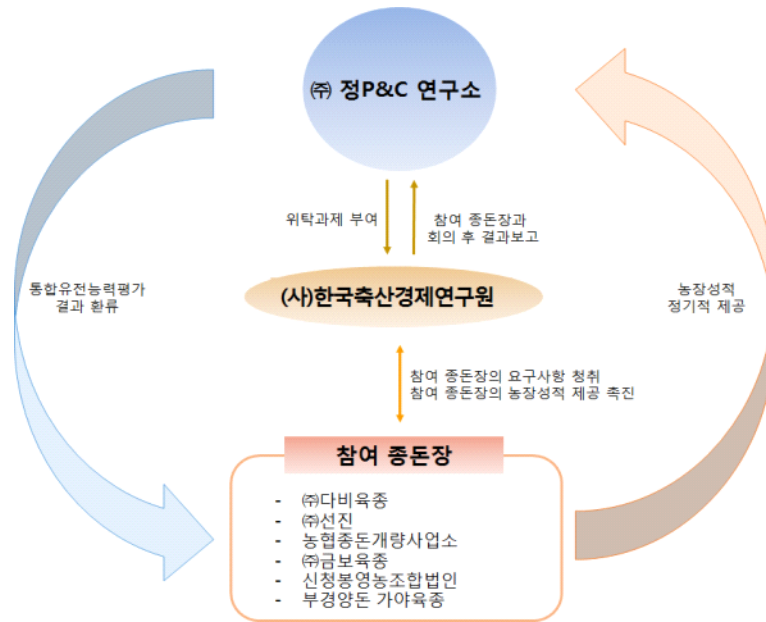 ㈜ 정P&C 연구소
위탁과제 부여
참여 종돈장과
회의 후 결과보고
통합유전능력평가
결과 환류
(사)한국축산경제연구원
농장성적
정기적 제공
참여 종돈장의 요구사항 청취
참여 종돈장의 농장성적 제공 촉진
참여 종돈장
- ㈜다비육종
- ㈜선진
- 농협종돈개량사업소
- ㈜금보육종
- 신청봉영농조합법인
- 부경양돈 가야육종